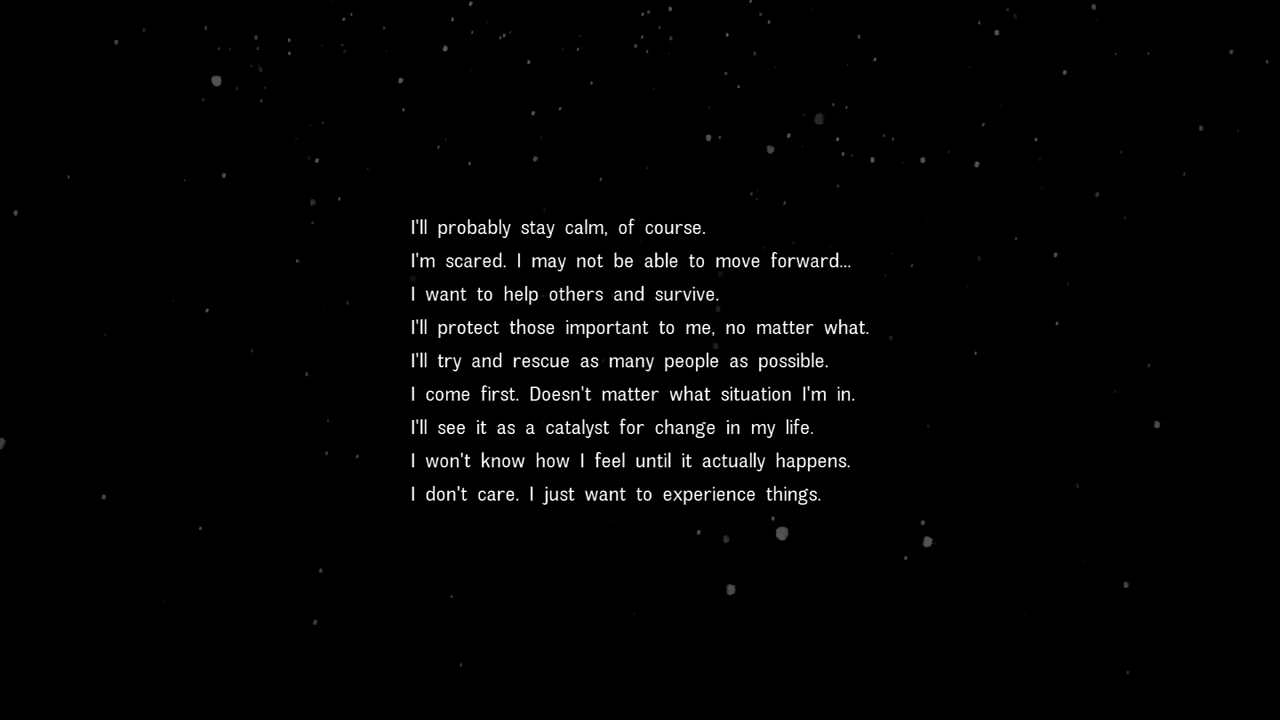 I'll probably stay calm, of course.
I'm scared. I may not be able to move forward...
I want to help others and survive.
I'll protect those important to me, no matter what.
I'll try and rescue as many people as possible.
I come first. Doesn't matter what situation I'm in.
I'll see it as a catalyst for change in my life.
I won't know how I feel until it actually happens.
I don't care. I just want to experience things.